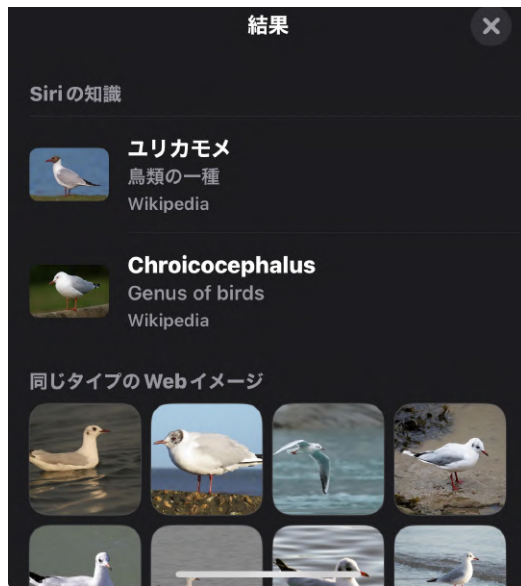 結果
Siriの知識
ユリカモメ
鳥類の一種
Wikipedia
Chroicocephalus
Genus of birds
Wikipedia
同じタイプのWebイメージ